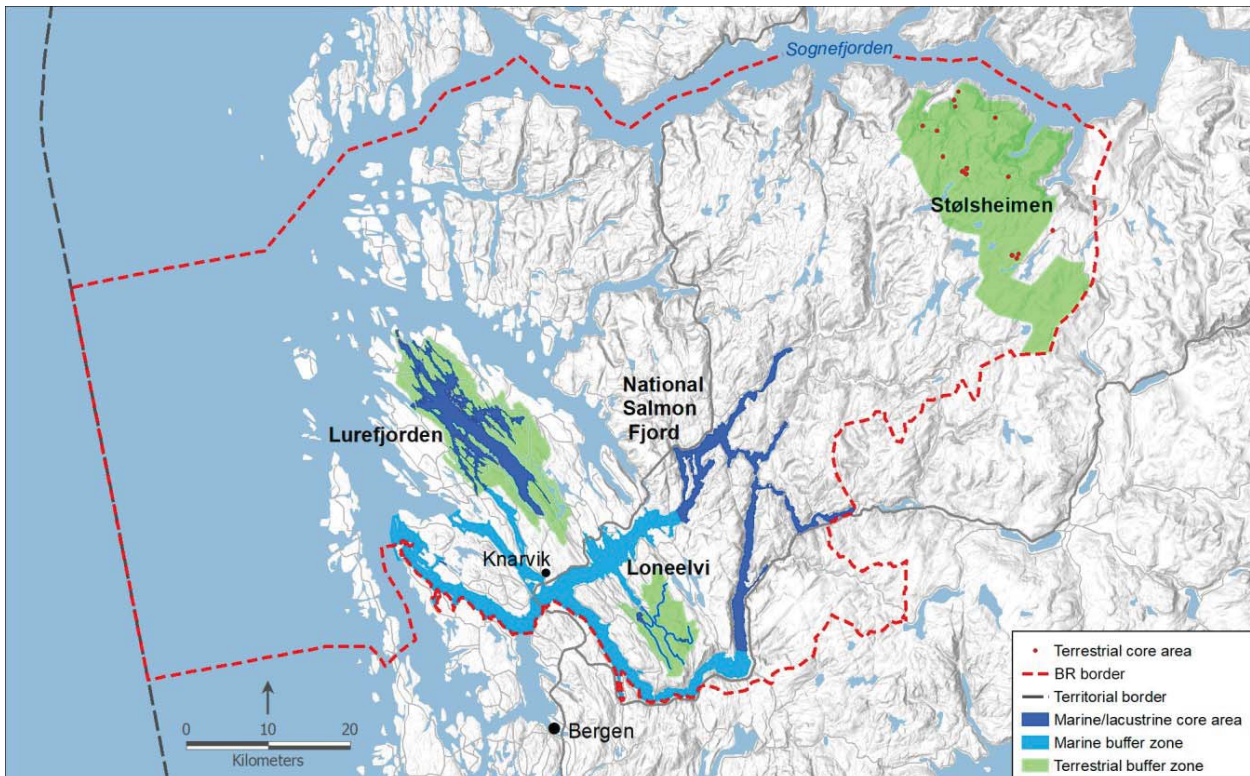 Sognefjorden
Stølsheimen
National
Salmon
Fjord
Lurefjorden
Knarvik
Loneelvi
Bergen
0 10 20
Kilometers
Terrestrial core area
BR border
Territorial border
Marine/lacustrine core area
Marine buffer zone
Terrestrial buffer zone